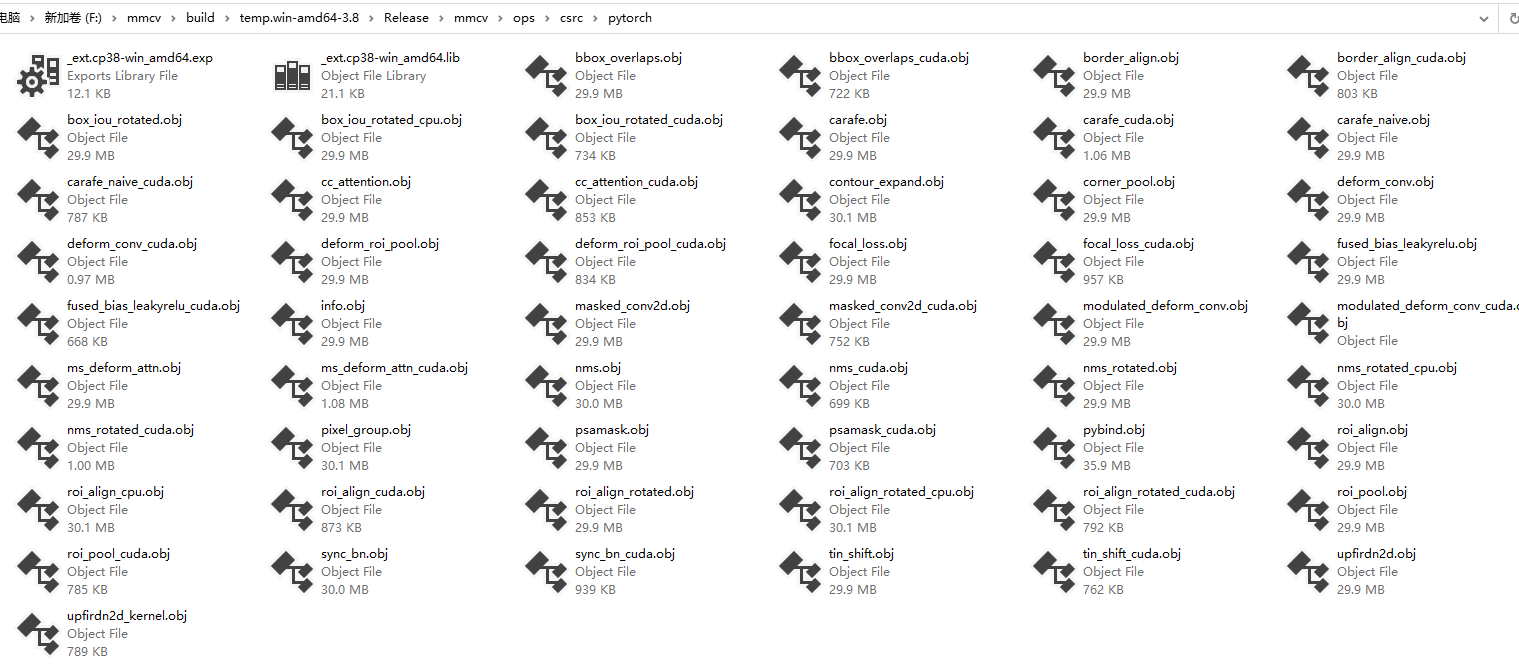 电脑 › 新加卷 (F:) › mmcv › build › temp.win-amd64-3.8 › Release › mmcv › ops › csrc › pytorch
_ext.cp38-win_amd64.exp
Exports Library File
12.1 KB
_ext.cp38-win_amd64.lib
Object File Library
21.1 KB
bbox_overlaps.obj
Object File
29.9 MB
bbox_overlaps_cuda.obj
Object File
722 KB
border_align.obj
Object File
29.9 MB
border_align_cuda.obj
Object File
803 KB
box_iou_rotated.obj
Object File
29.9 MB
box_iou_rotated_cpu.obj
Object File
29.9 MB
box_iou_rotated_cuda.obj
Object File
734 KB
carafe.obj
Object File
29.9 MB
carafe_cuda.obj
Object File
1.06 MB
carafe_naive.obj
Object File
29.9 MB
carafe_naive_cuda.obj
Object File
787 KB
cc_attention.obj
Object File
29.9 MB
cc_attention_cuda.obj
Object File
853 KB
contour_expand.obj
Object File
30.1 MB
corner_pool.obj
Object File
29.9 MB
deform_conv.obj
Object File
29.9 MB
deform_conv_cuda.obj
Object File
0.97 MB
deform_roi_pool.obj
Object File
29.9 MB
deform_roi_pool_cuda.obj
Object File
834 KB
focal_loss.obj
Object File
29.9 MB
focal_loss_cuda.obj
Object File
957 KB
fused_bias_leakyrelu.obj
Object File
29.9 MB
fused_bias_leakyrelu_cuda.obj
Object File
668 KB
info.obj
Object File
29.9 MB
masked_conv2d.obj
Object File
29.9 MB
masked_conv2d_cuda.obj
Object File
752 KB
modulated_deform_conv.obj
Object File
29.9 MB
modulated_deform_conv_cuda.o
bj
Object File
ms_deform_attn.obj
Object File
29.9 MB
ms_deform_attn_cuda.obj
Object File
1.08 MB
nms.obj
Object File
30.0 MB
nms_cuda.obj
Object File
699 KB
nms_rotated.obj
Object File
29.9 MB
nms_rotated_cpu.obj
Object File
30.0 MB
nms_rotated_cuda.obj
Object File
1.00 MB
pixel_group.obj
Object File
30.1 MB
psamask.obj
Object File
29.9 MB
psamask_cuda.obj
Object File
703 KB
pybind.obj
Object File
35.9 MB
roi_align.obj
Object File
29.9 MB
roi_align_cpu.obj
Object File
30.1 MB
roi_align_cuda.obj
Object File
873 KB
roi_align_rotated.obj
Object File
29.9 MB
roi_align_rotated_cpu.obj
Object File
30.1 MB
roi_align_rotated_cuda.obj
Object File
792 KB
roi_pool.obj
Object File
29.9 MB
roi_pool_cuda.obj
Object File
785 KB
sync_bn.obj
Object File
30.0 MB
sync_bn_cuda.obj
Object File
939 KB
tin_shift.obj
Object File
29.9 MB
tin_shift_cuda.obj
Object File
762 KB
upfirdn2d.obj
Object File
29.9 MB
upfirdn2d_kernel.obj
Object File
789 KB